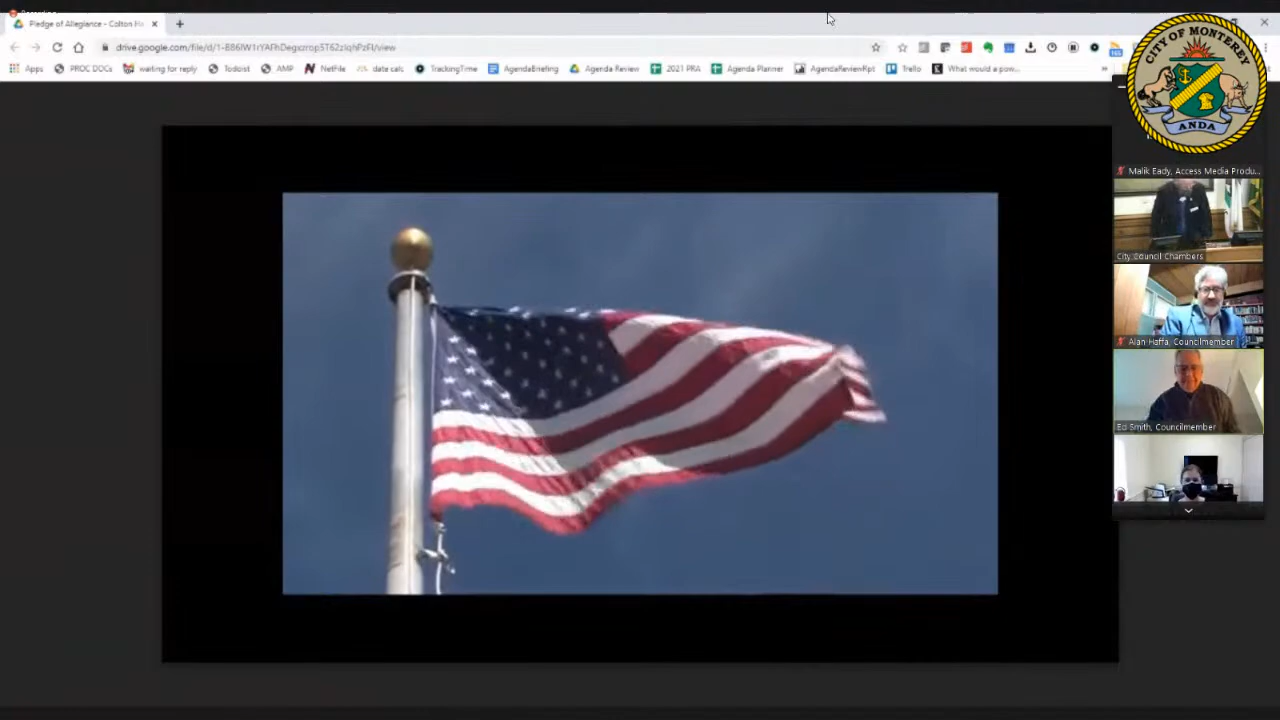 Recording
Pledge of Allegiance - Colton Ha
drive.google.com/file/d/
/view
Apps
PROC DOCs
waiting for reply
Todoist
AMP
NetFile
date calc
TrackingTime
AgendaBriefing
Agenda Review
2021 PRA
Agenda Planner
AgendaReviewRpt
Trello
What would a pow...
CITY OF MONTEREY
ANDA
Malik Eady, Access Media Produ...
City Council Chambers
Alan Haffa, Councilmember
Ed Smith, Councilmember